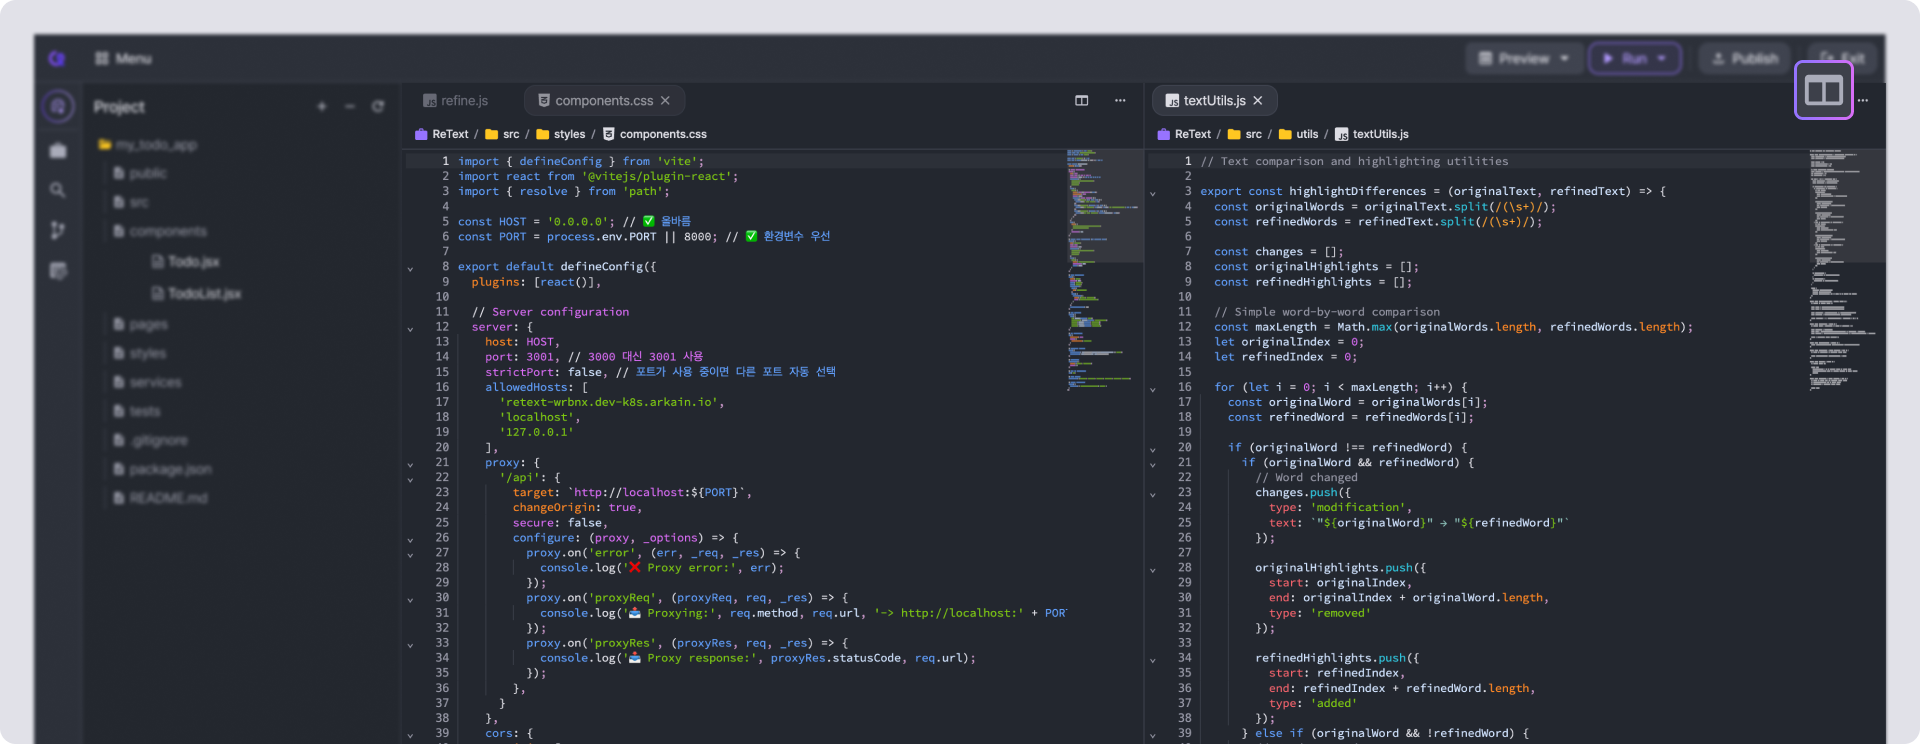 Menu
Preview
Run
Publish
Exit
Project
my_todo_app
public
src
components
Todo.jsx
TodoList.jsx
pages
styles
services
tests
.gitignore
package.json
README.md
refine.js
components.css
ReText / src / styles / components.css
1 import { defineConfig } from 'vite';
2 import react from '@vitejs/plugin-react';
3 import { resolve } from 'path';
4
5 const HOST = '0.0.0.0'; // ✅ 올바름
6 const PORT = process.env.PORT || 8000; // ✅ 환경변수 우선
7
8 export default defineConfig({
9 plugins: [react()],
10
11 // Server configuration
12 server: {
13 host: HOST,
14 port: 3001, // 3000 대신 3001 사용
15 strictPort: false, // 포트가 사용 중이면 다른 포트 자동 선택
16 allowedHosts: [
17 'retext-wrbnx.dev-k8s.arkain.io',
18 'localhost',
19 '127.0.0.1'
20 ],
21 proxy: {
22 '/api': {
23 target: `http://localhost:${PORT}`,
24 changeOrigin: true,
25 secure: false,
26 configure: (proxy, _options) => {
27 proxy.on('error', (err, _req, _res) => {
28 console.log('❌ Proxy error:', err);
29 });
30 proxy.on('proxyReq', (proxyReq, req, _res) => {
31 console.log('📤 Proxying:', req.method, req.url, '-> http://localhost:' + POR
32 });
33 proxy.on('proxyRes', (proxyRes, req, _res) => {
34 console.log('📥 Proxy response:', proxyRes.statusCode, req.url);
35 });
36 },
37 }
38 },
39 cors: {
textUtils.js
ReText / src / utils / textUtils.js
1 // Text comparison and highlighting utilities
2
3 export const highlightDifferences = (originalText, refinedText) => {
4 const originalWords = originalText.split(/(\s+)/);
5 const refinedWords = refinedText.split(/(\s+)/);
6
7 const changes = [];
8 const originalHighlights = [];
9 const refinedHighlights = [];
10
11 // Simple word-by-word comparison
12 const maxLength = Math.max(originalWords.length, refinedWords.length);
13 let originalIndex = 0;
14 let refinedIndex = 0;
15
16 for (let i = 0; i < maxLength; i++) {
17 const originalWord = originalWords[i];
18 const refinedWord = refinedWords[i];
19
20 if (originalWord !== refinedWord) {
21 if (originalWord && refinedWord) {
22 // Word changed
23 changes.push({
24 type: 'modification',
25 text: `"${originalWord}" → "${refinedWord}"`
26 });
27
28 originalHighlights.push({
29 start: originalIndex,
30 end: originalIndex + originalWord.length,
31 type: 'removed'
32 });
33
34 refinedHighlights.push({
35 start: refinedIndex,
36 end: refinedIndex + refinedWord.length,
37 type: 'added'
38 });
39 } else if (originalWord && !refinedWord) {